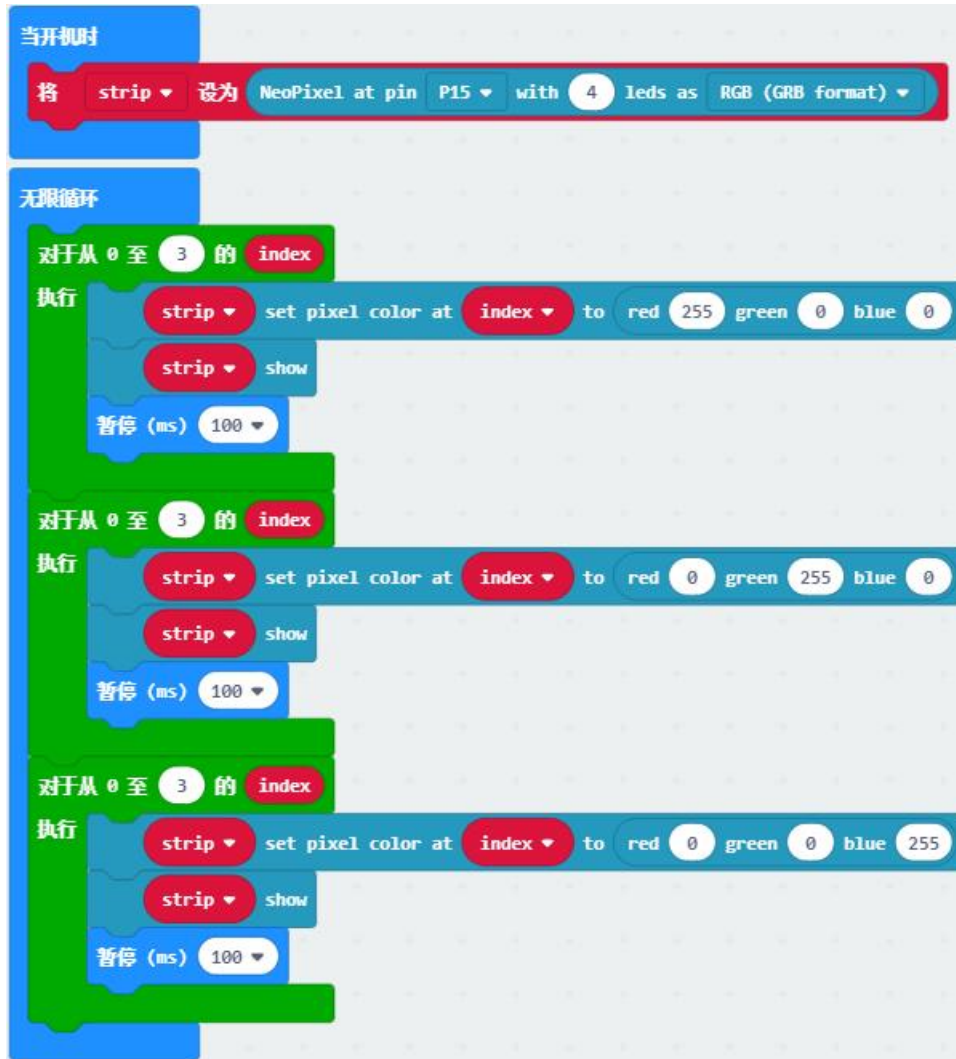 当开机时
将 strip 设为 NeoPixel at pin P15 with 4 leds as RGB (GRB format)
无限循环
对于从 0 至 3 的 index
执行
strip set pixel color at index to red 255 green 0 blue 0
strip show
暂停 (ms) 100
对于从 0 至 3 的 index
执行
strip set pixel color at index to red 0 green 255 blue 0
strip show
暂停 (ms) 100
对于从 0 至 3 的 index
执行
strip set pixel color at index to red 0 green 0 blue 255
strip show
暂停 (ms) 100